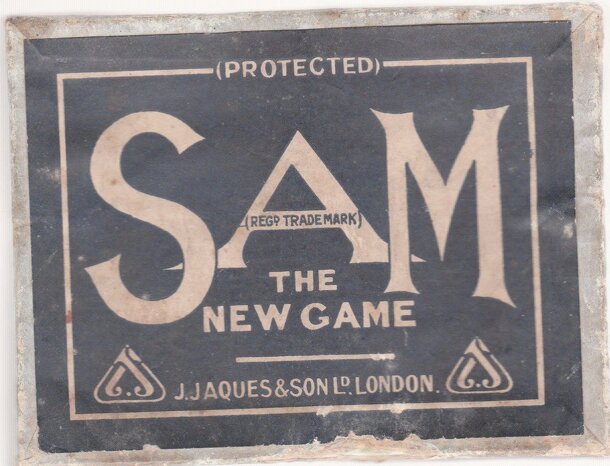 (PROTECTED)
SAM
(REGD TRADE MARK)
THE
NEW GAME
J.J J. JAQUES & SON LD. LONDON. J.J